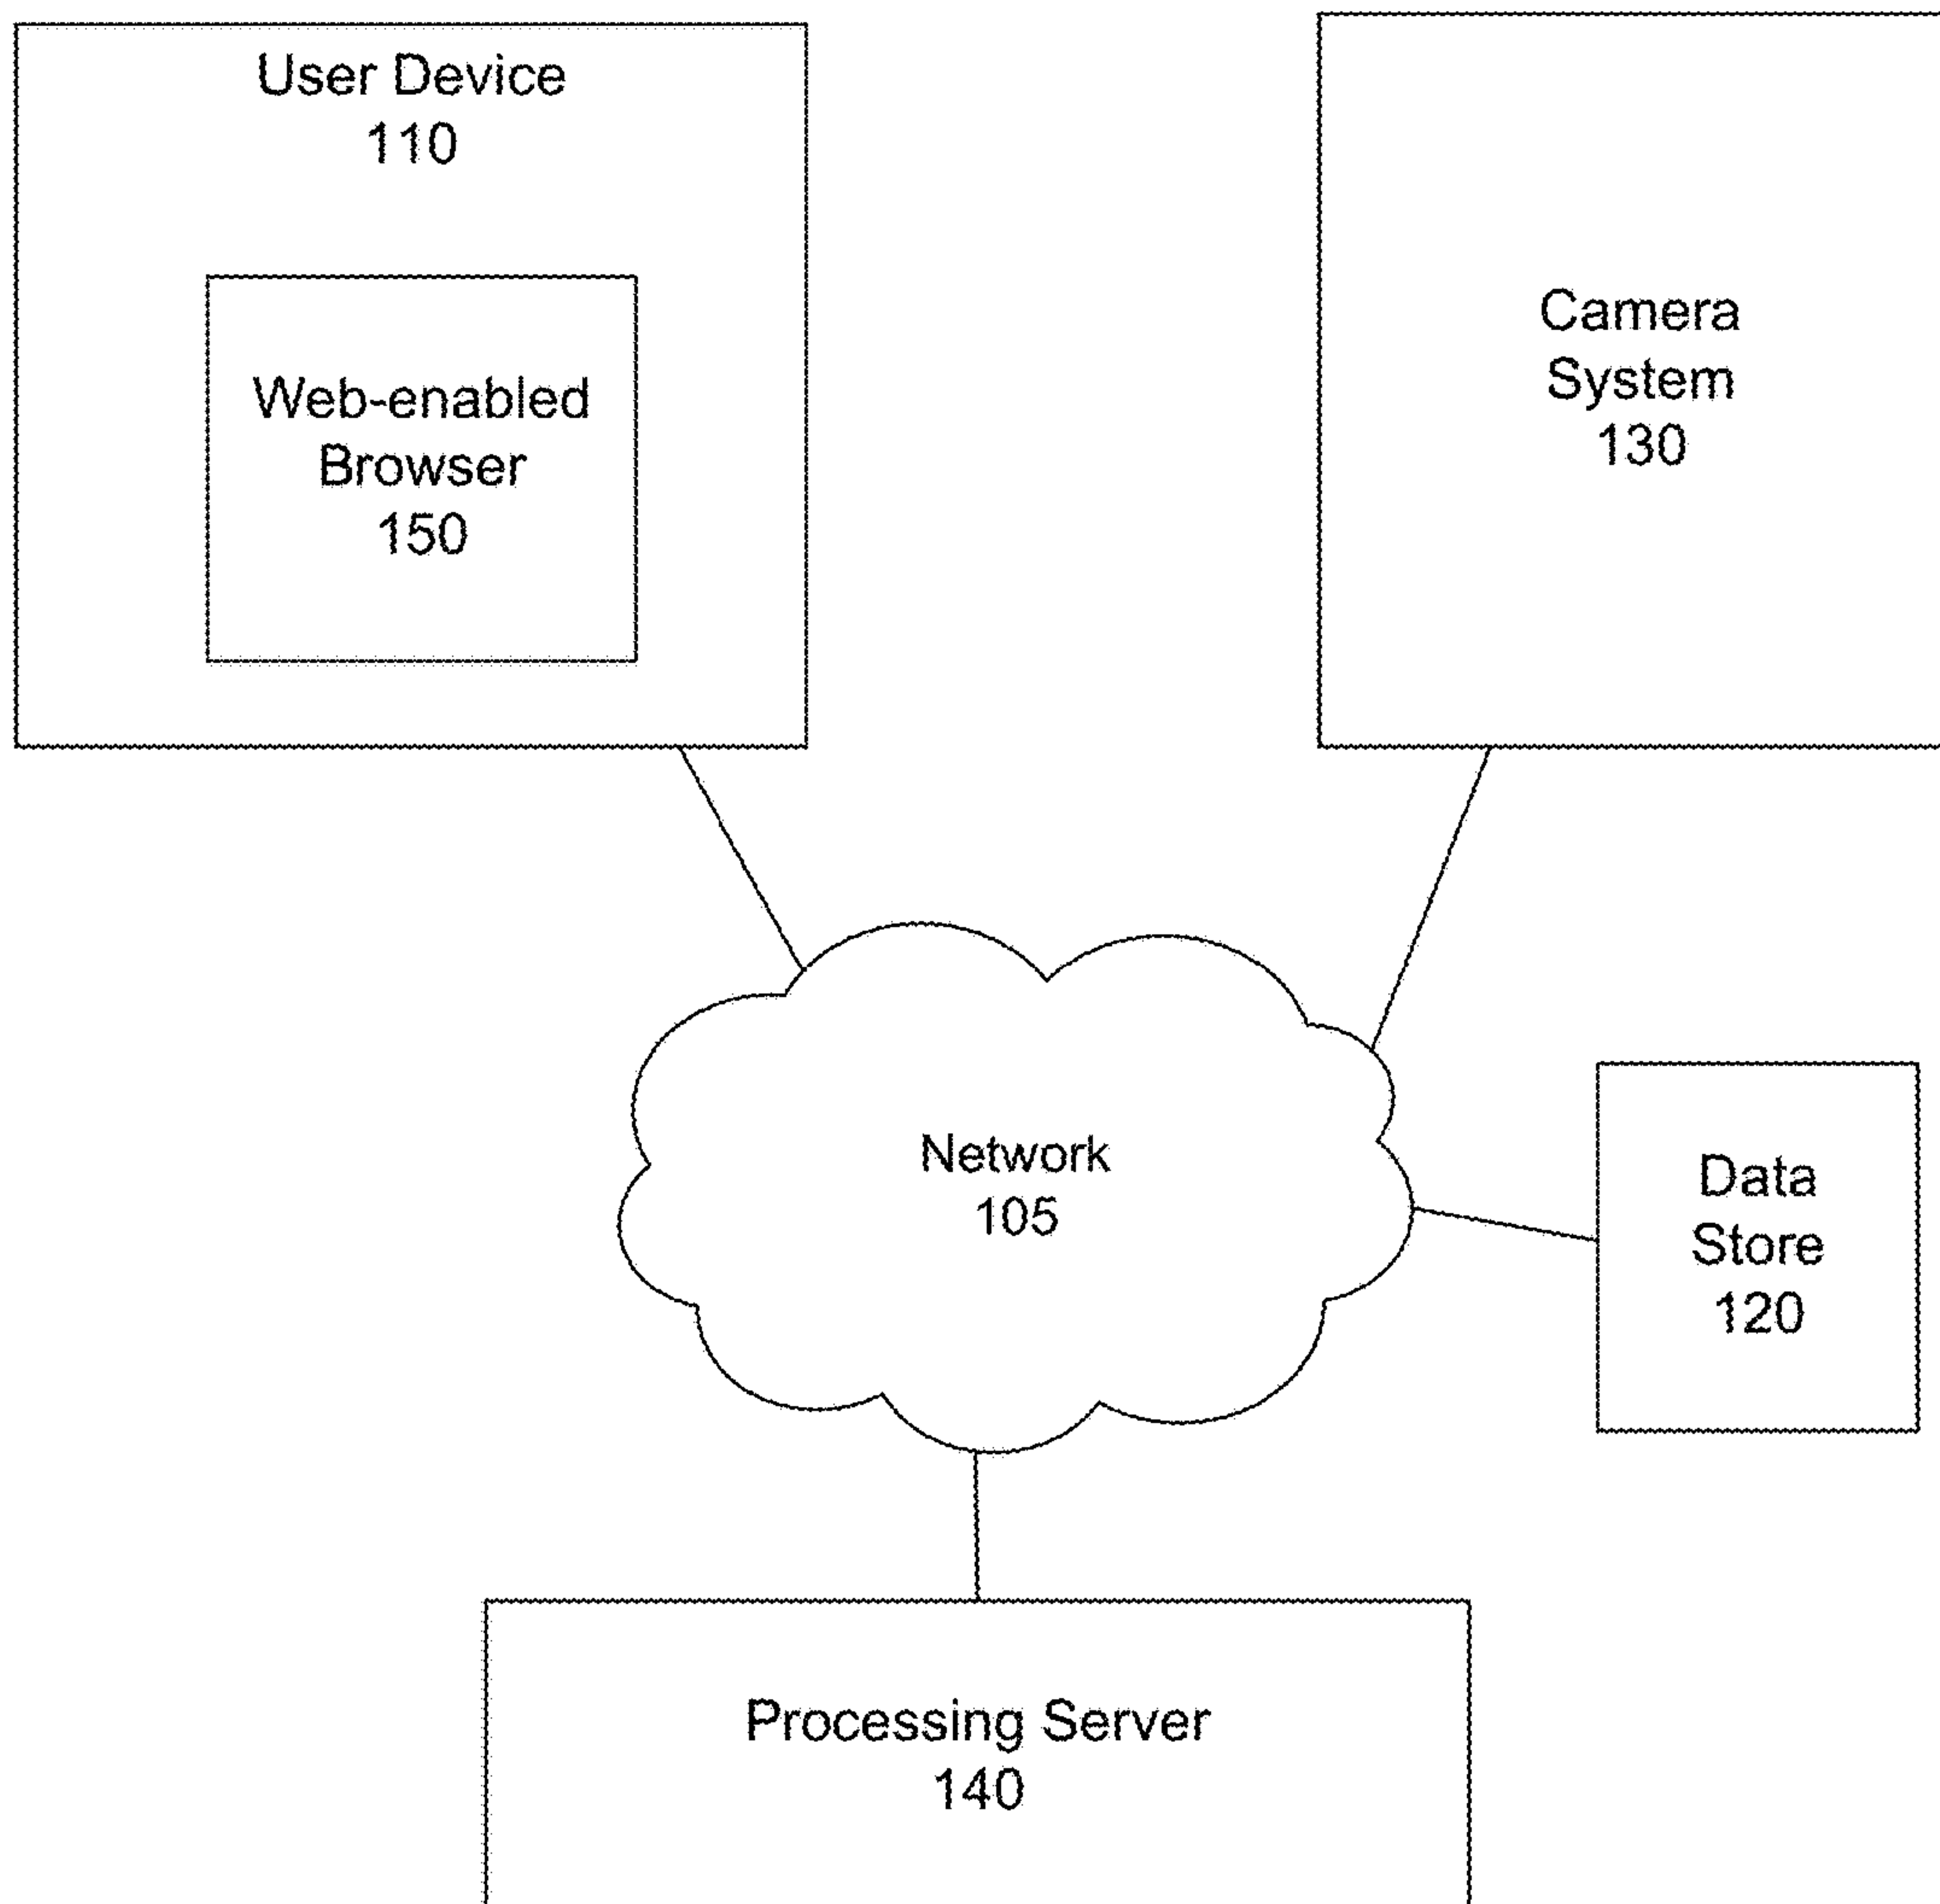 User Device
110
Web-enabled
Browser
150
Camera
System
130
Network
105
Data
Store
120
Processing Server
140